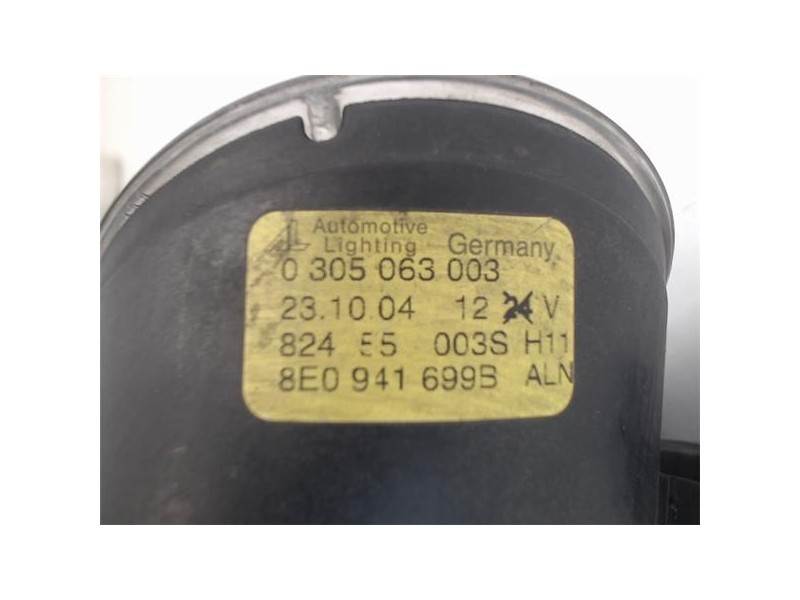 Automotive
Lighting Germany
0 305 063 003
23.10.04 12 24 V
824 55 003S H11
8E0 941 699B ALN